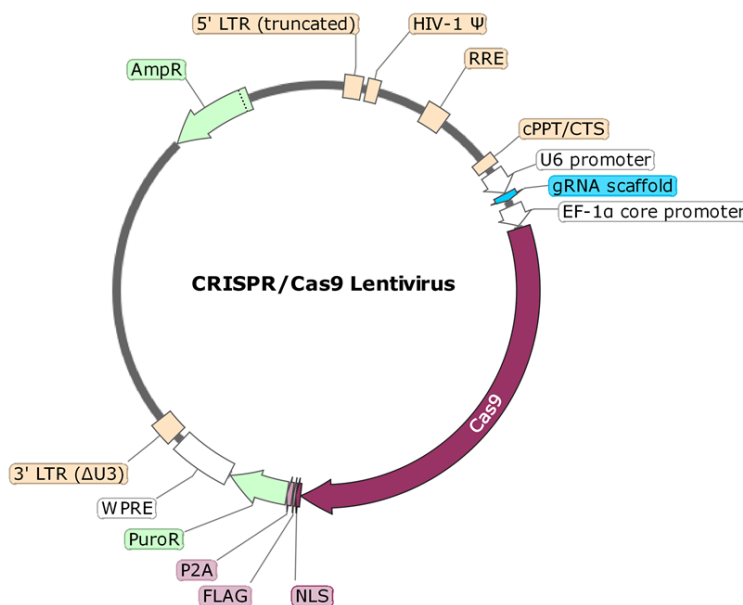 5' LTR (truncated)
HIV-1 Ψ
RRE
AmpR
cPPT/CTS
U6 promoter
gRNA scaffold
EF-1α core promoter
CRISPR/Cas9 Lentivirus
Cas9
3' LTR (ΔU3)
WPRE
PuroR
P2A
FLAG
NLS